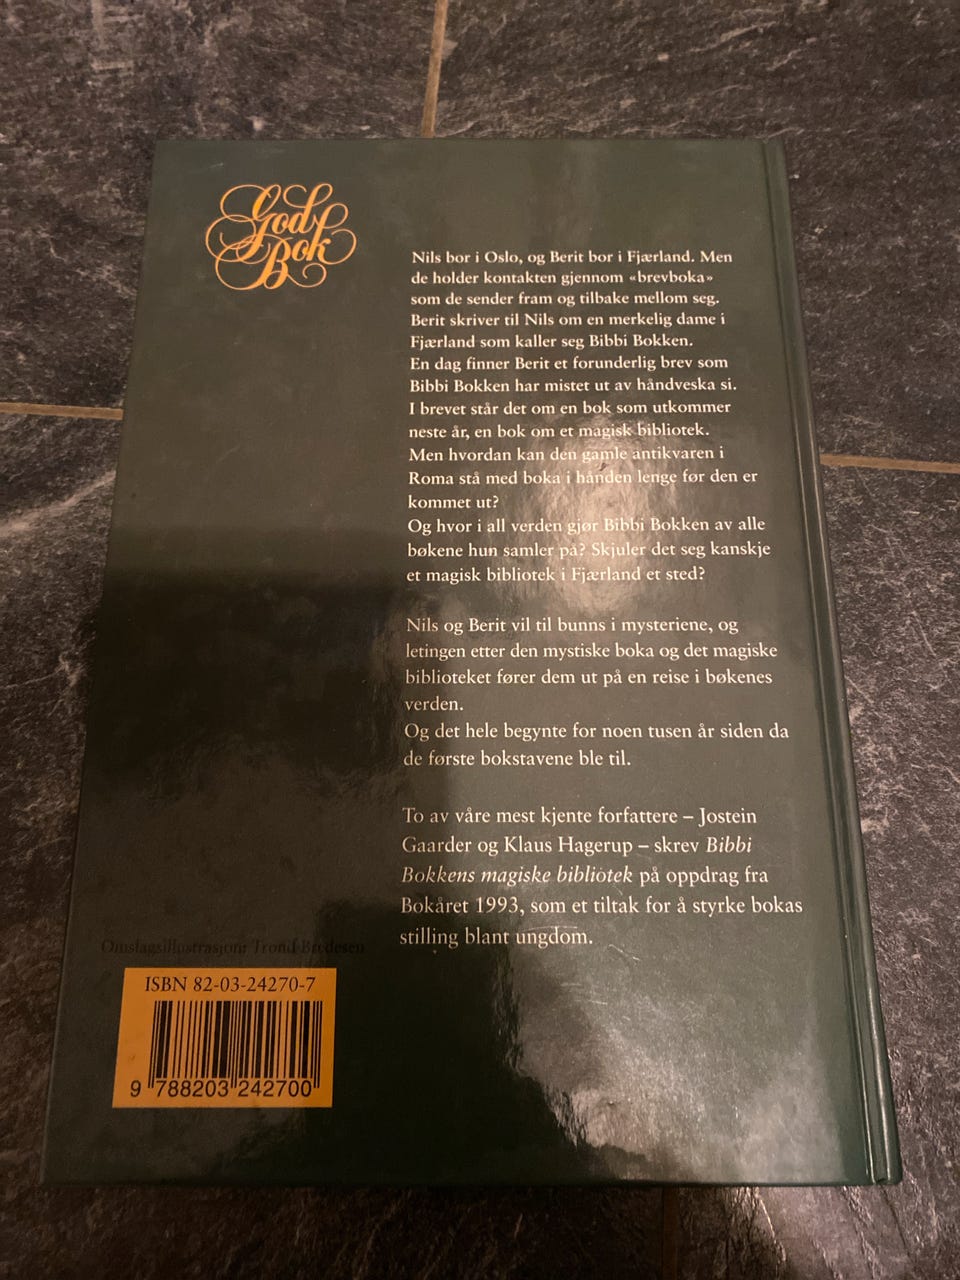 God
Bok
Nils bor i Oslo, og Berit bor i Fjærland. Men
de holder kontakten gjennom «brevboka»
som de sender fram og tilbake mellom seg.
Berit skriver til Nils om en merkelig dame i
Fjærland som kaller seg Bibbi Bokken.
En dag finner Berit et forunderlig brev som
Bibbi Bokken har mistet ut av håndveska si.
I brevet står det om en bok som utkommer
neste år, en bok om et magisk bibliotek.
Men hvordan kan den gamle antikvaren i
Roma stå med boka i hånden lenge før den er
kommet ut?
Og hvor i all verden gjør Bibbi Bokken av alle
bøkene hun samler på? Skjuler det seg kanskje
et magisk bibliotek i Fjærland et sted?
Nils og Berit vil til bunns i mysteriene, og
letingen etter den mystiske boka og det magiske
biblioteket fører dem ut på en reise i bøkenes
verden.
Og det hele begynte for noen tusen år siden da
de første bokstavene ble til.
To av våre mest kjente forfattere – Jostein
Gaarder og Klaus Hagerup – skrev Bibbi
Bokkens magiske bibliotek på oppdrag fra
Bokåret 1993, som et tiltak for å styrke bokas
stilling blant ungdom.
Omslagsillustrasjon: Trond Bredesen
ISBN 82-03-24270-7
9 788203 242700